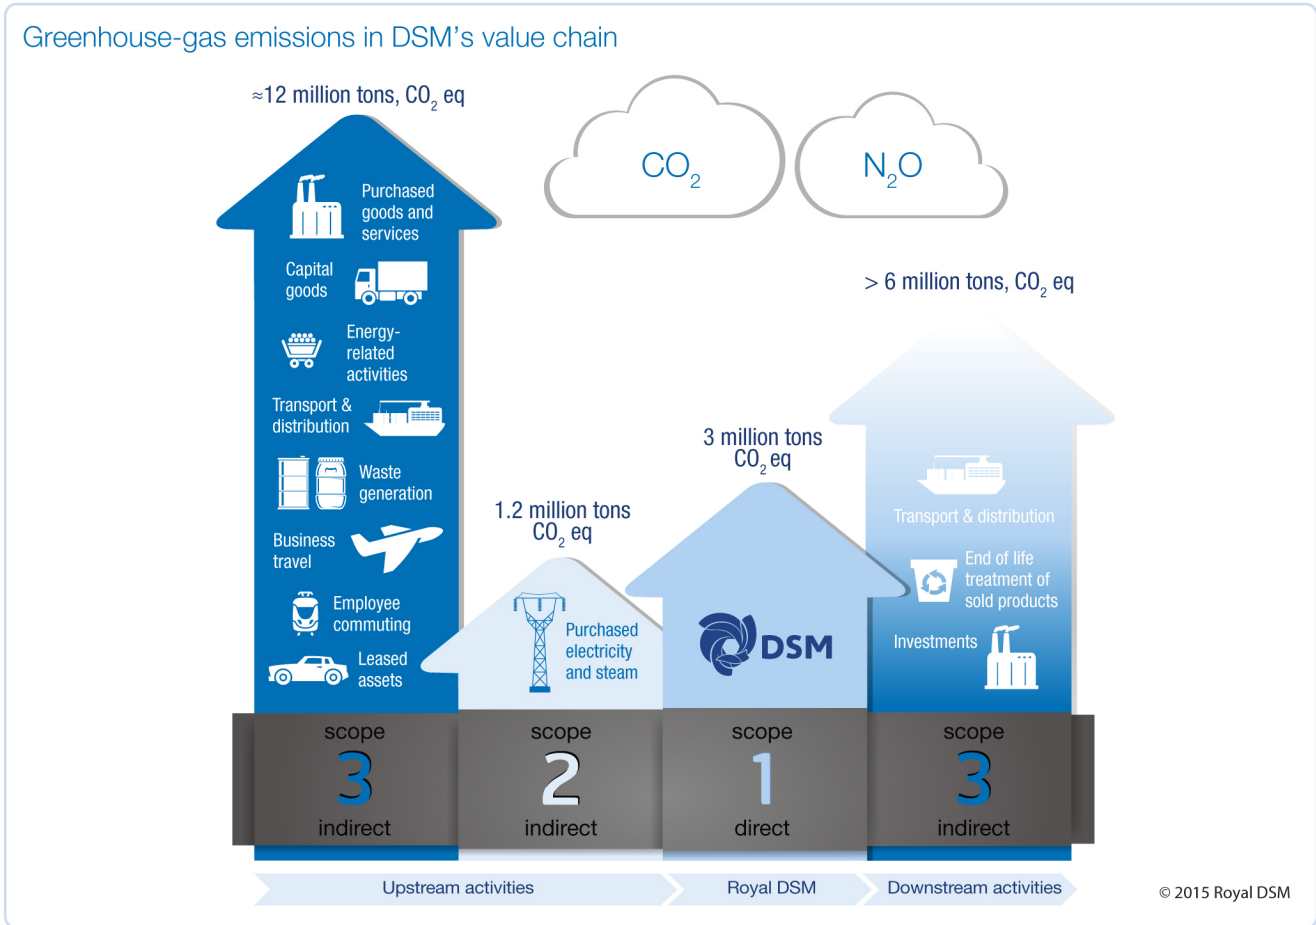 Greenhouse-gas emissions in DSM's value chain
≈12 million tons, CO₂ eq
CO₂
N₂O
Purchased
goods and
services
Capital
goods
Energy-
related
activities
Transport &
distribution
Waste
generation
Business
travel
Employee
commuting
Leased
assets
1.2 million tons
CO₂ eq
Purchased
electricity
and steam
3 million tons
CO₂ eq
DSM
> 6 million tons, CO₂ eq
Transport & distribution
End of life
treatment of
sold products
Investments
scope
3
indirect
scope
2
indirect
scope
1
direct
scope
3
indirect
Upstream activities
Royal DSM
Downstream activities
© 2015 Royal DSM